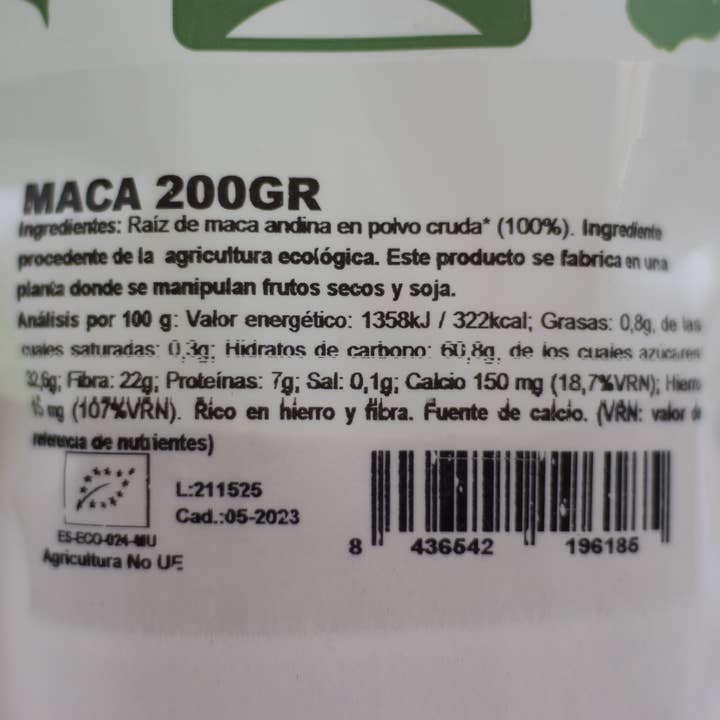 MACA 200GR
Ingredientes: Raíz de maca andina en polvo cruda* (100%). Ingrediente
procedente de la agricultura ecológica. Este producto se fabrica en una
planta donde se manipulan frutos secos y soja.
Análisis por 100 g: Valor energético: 1358kJ / 322kcal; Grasas: 0,8g, de las
cuales saturadas: 0,3g; Hidratos de carbono: 60,8g, de los cuales azúcares
32,6g; Fibra: 22g; Proteínas: 7g; Sal: 0,1g; Calcio 150 mg (18,7%VRN); Hierro
15 mg (107%VRN). Rico en hierro y fibra. Fuente de calcio. (VRN: valor de
referencia de nutrientes)
L:211525
Cad.:05-2023
ES-ECO-024-MU
Agricultura No UE
8 436542 196185